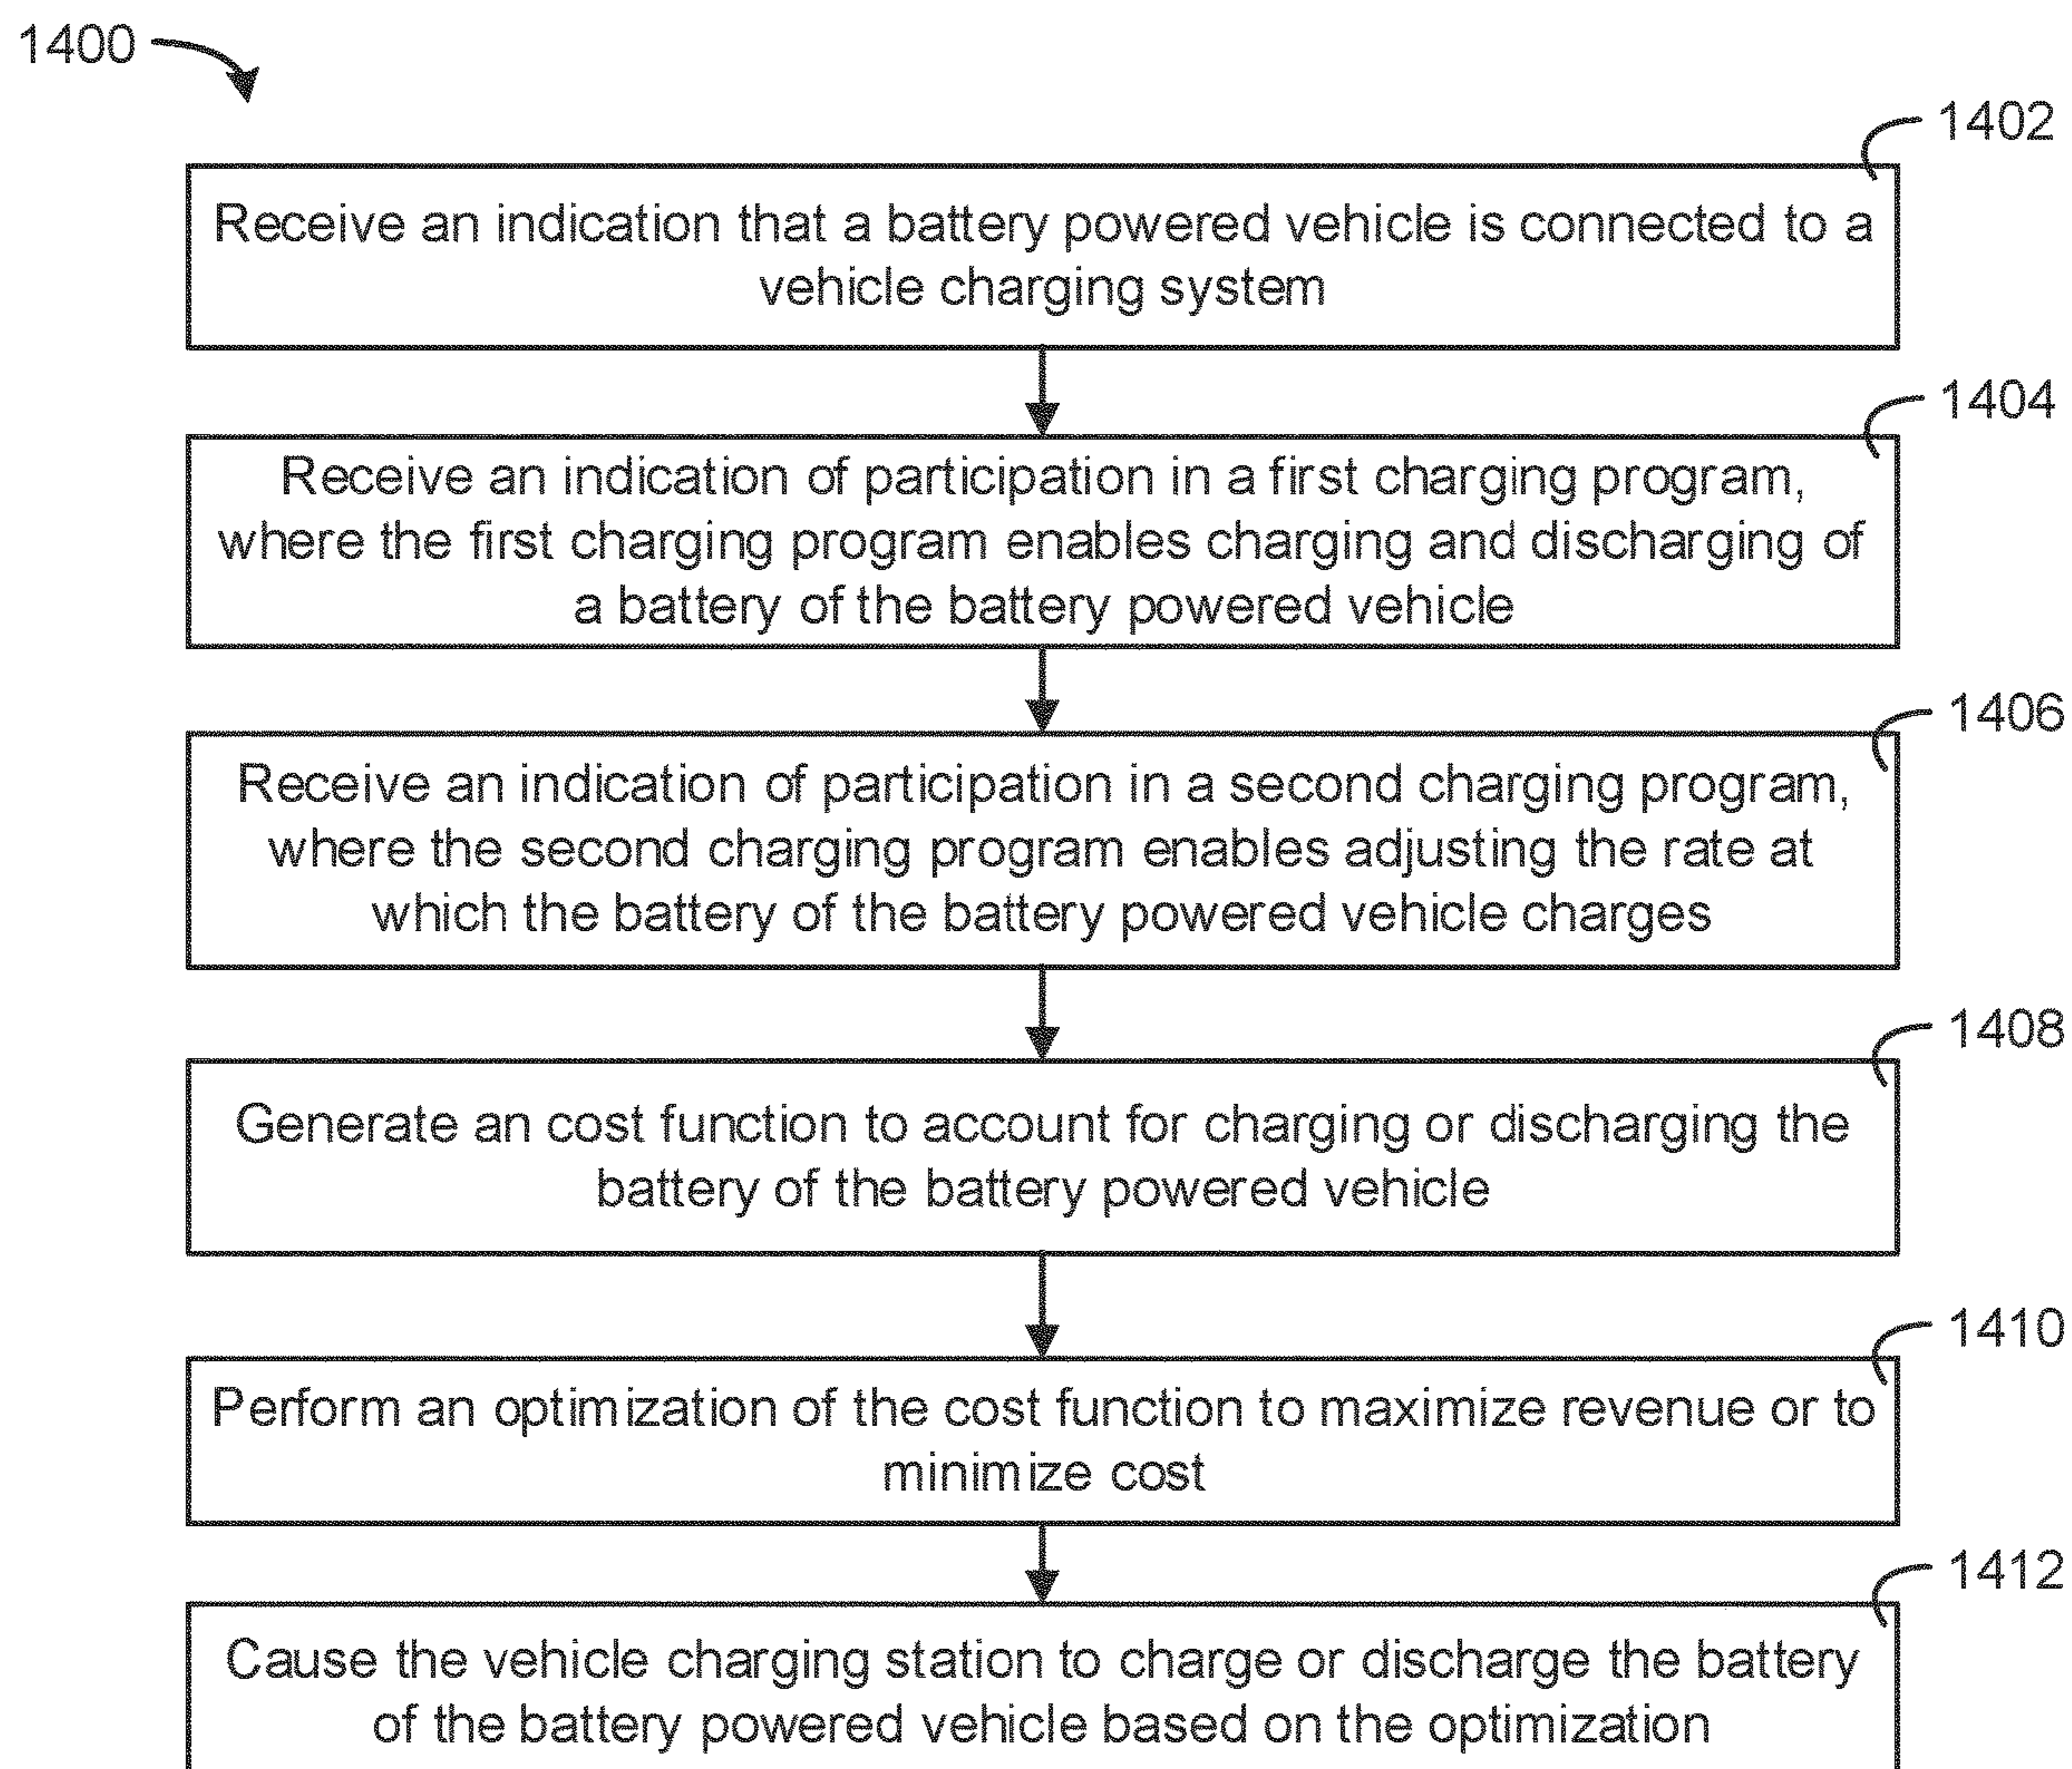 1400
1402
Receive an indication that a battery powered vehicle is connected to a
vehicle charging system
1404
Receive an indication of participation in a first charging program,
where the first charging program enables charging and discharging of
a battery of the battery powered vehicle
1406
Receive an indication of participation in a second charging program,
where the second charging program enables adjusting the rate at
which the battery of the battery powered vehicle charges
1408
Generate an cost function to account for charging or discharging the
battery of the battery powered vehicle
1410
Perform an optimization of the cost function to maximize revenue or to
minimize cost
1412
Cause the vehicle charging station to charge or discharge the battery
of the battery powered vehicle based on the optimization